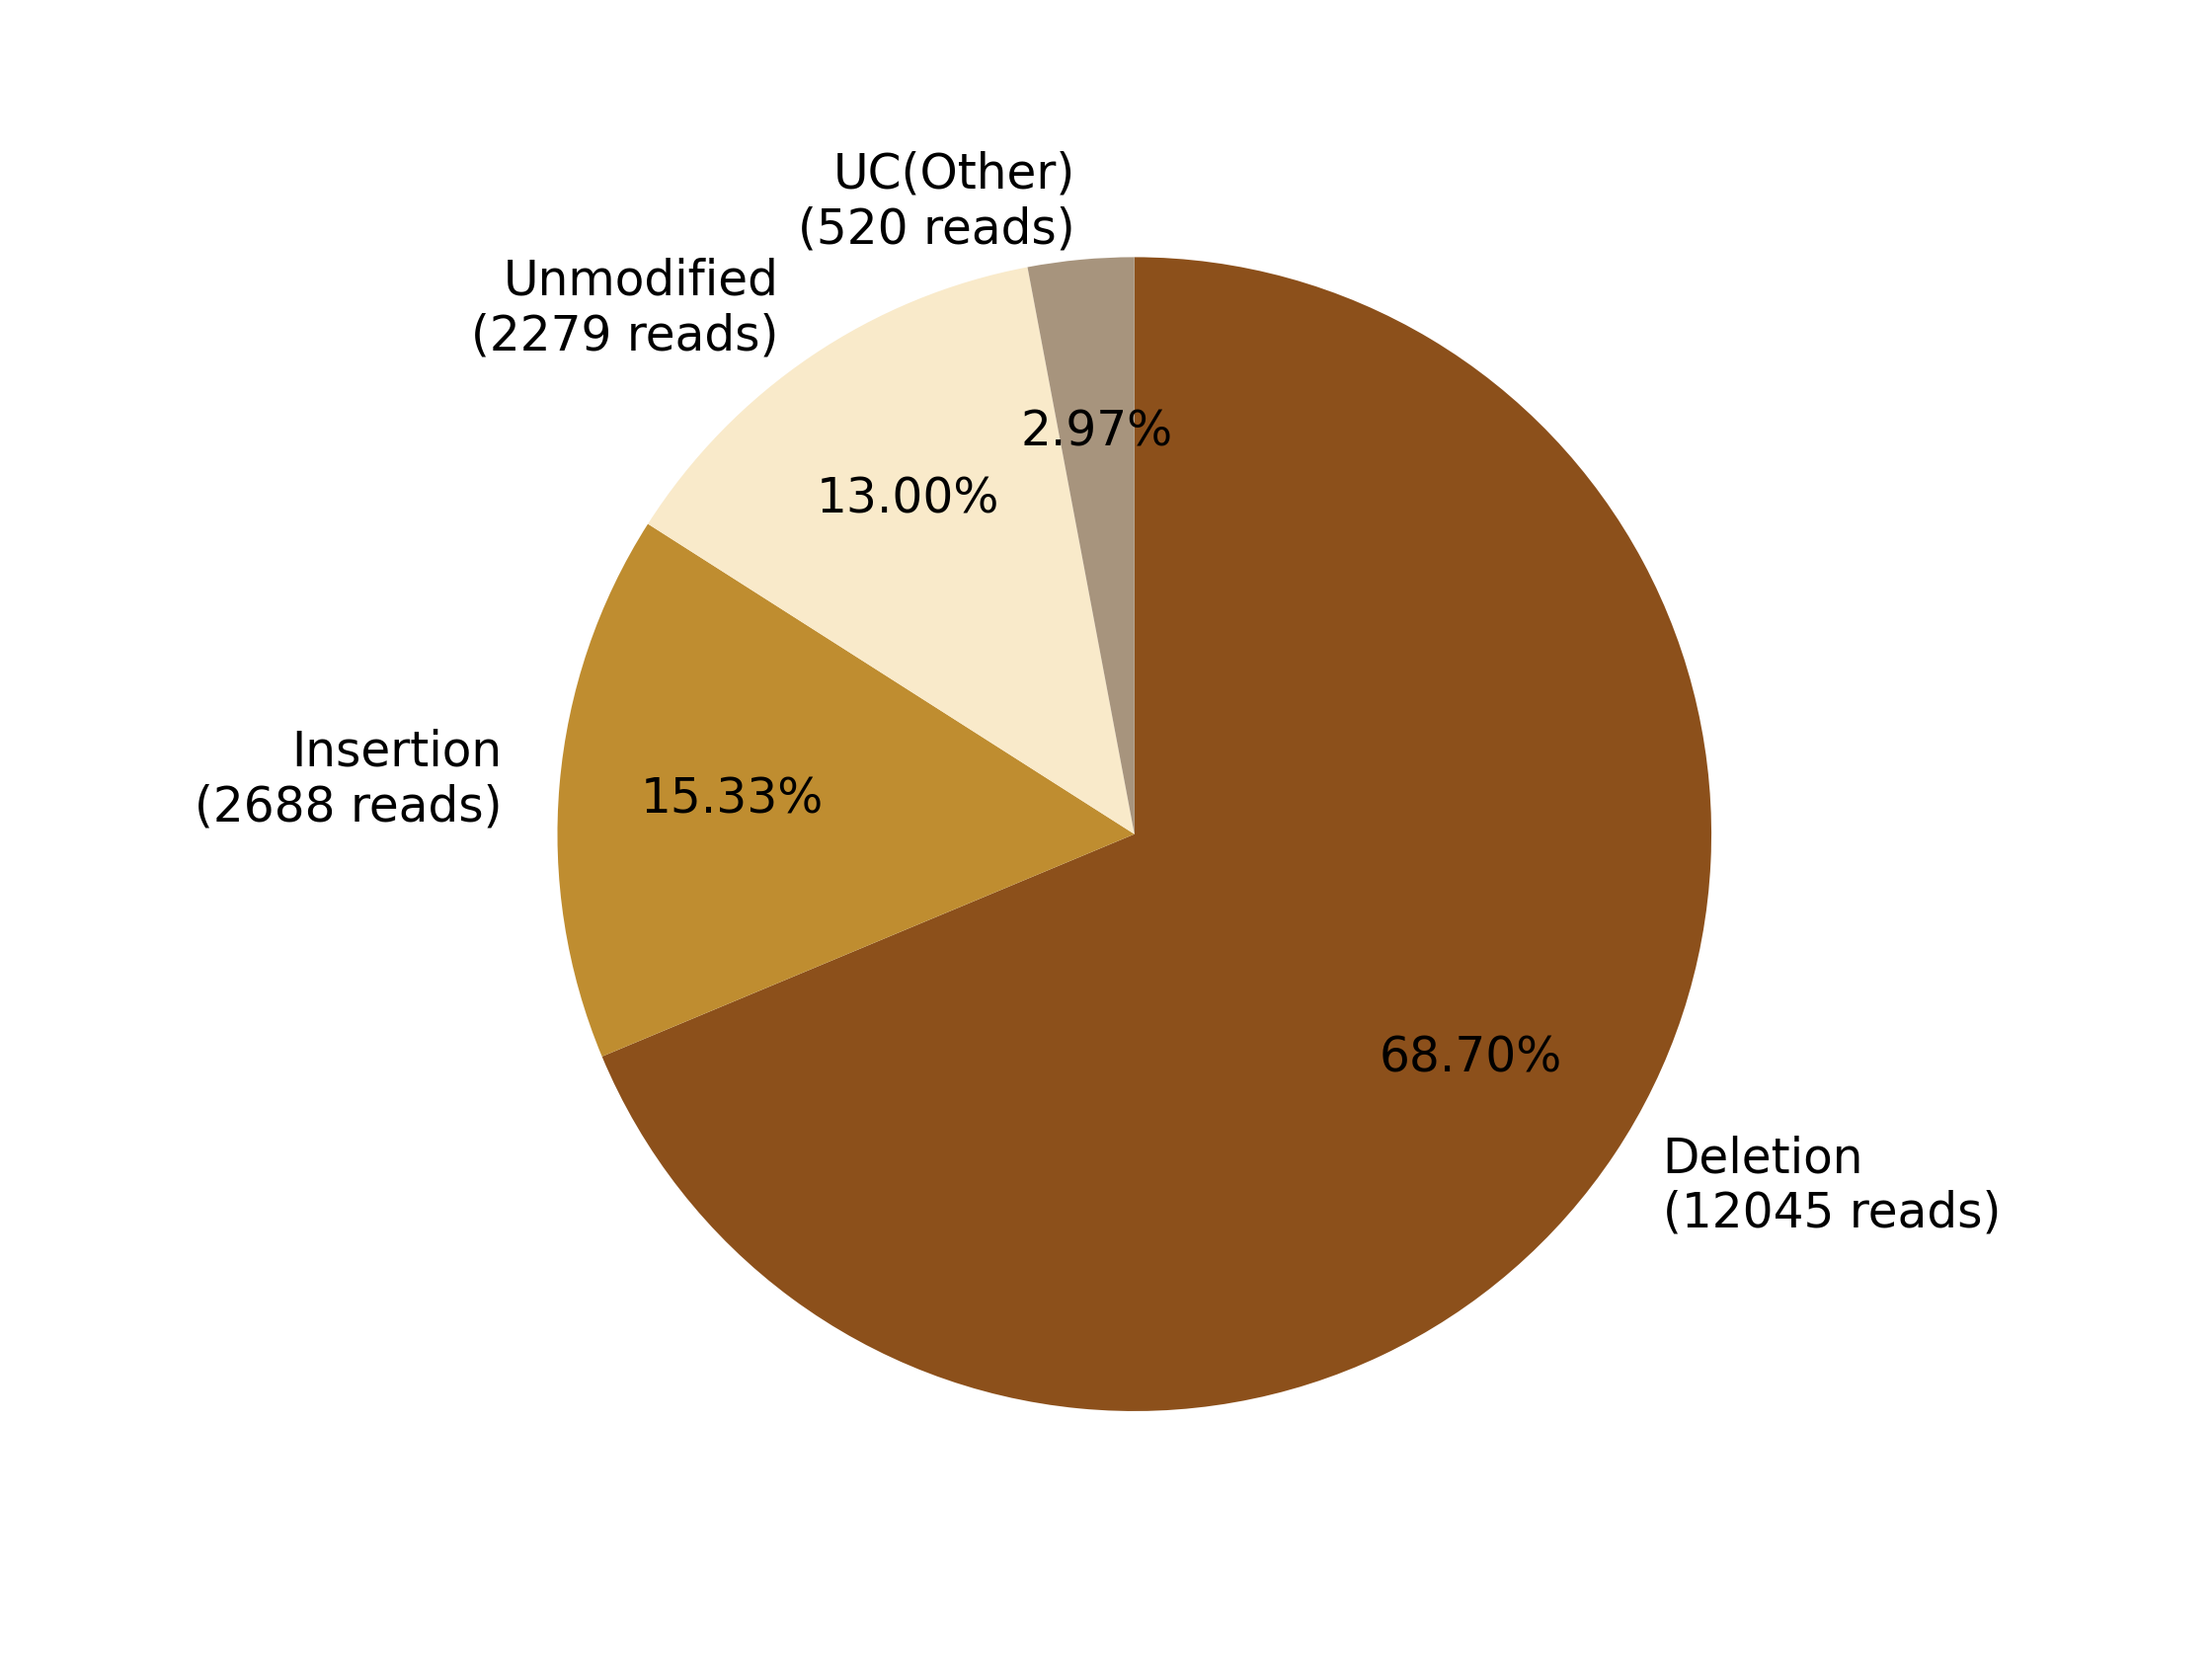 UC(Other)
(520 reads)
Unmodified
(2279 reads)
2.97%
13.00%
Insertion
(2688 reads)
15.33%
68.70%
Deletion
(12045 reads)